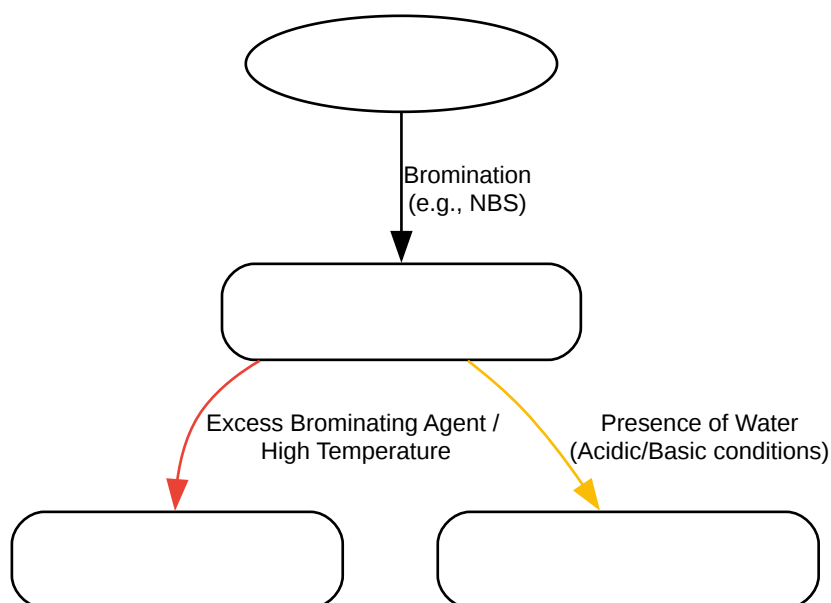 Bromination
(e.g., NBS)
Excess Brominating Agent /
High Temperature
Presence of Water
(Acidic/Basic conditions)